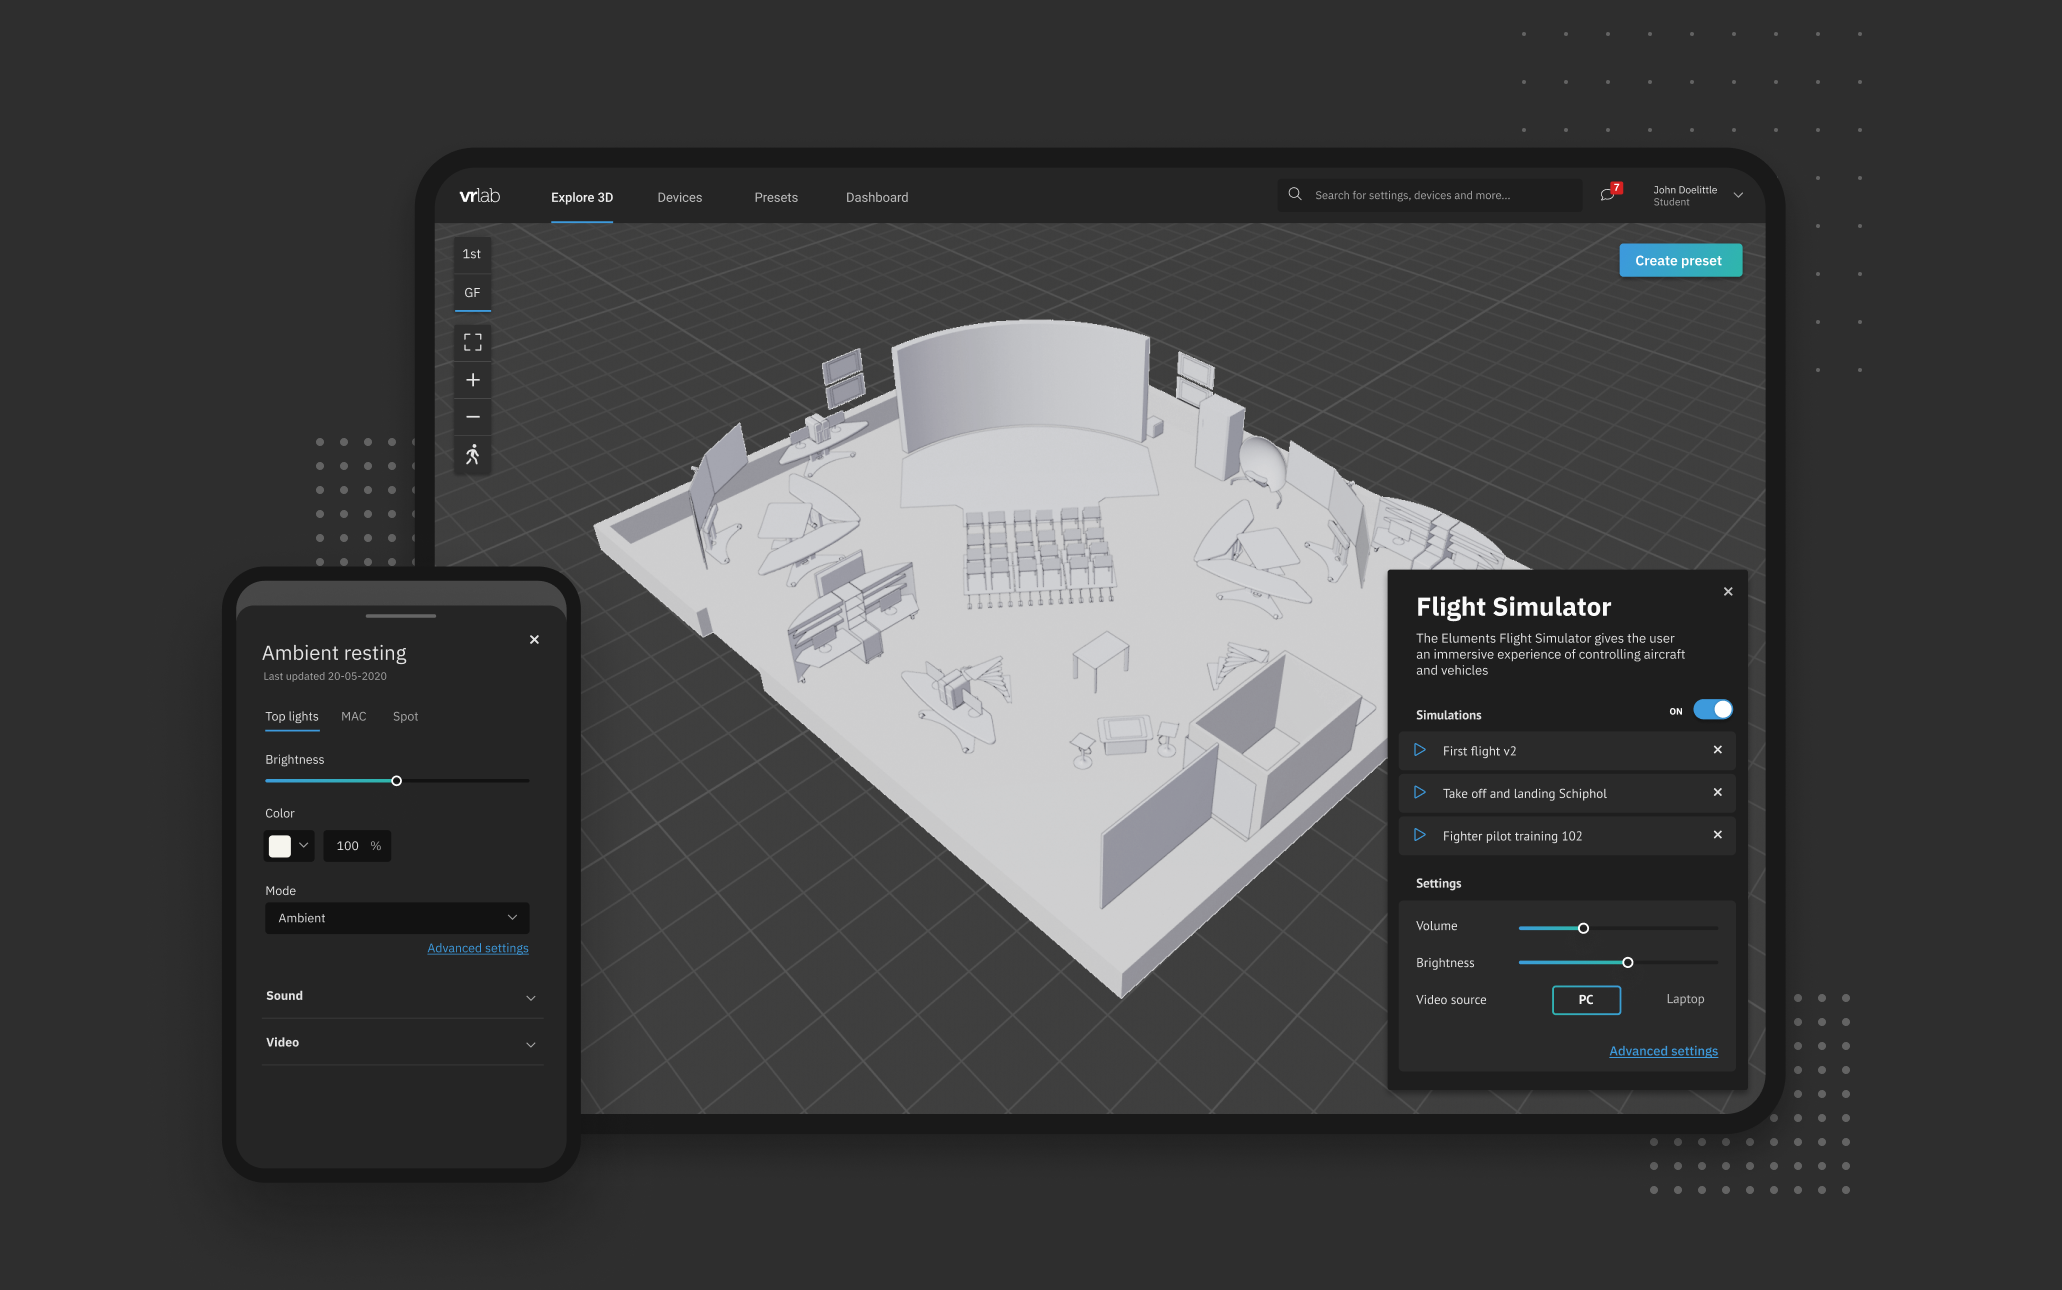 vrlab
Explore 3D
Devices
Presets
Dashboard
Search for settings, devices and more...
7
John Doelittle
Student
1st
GF
Create preset
Ambient resting
Last updated 20-05-2020
Top lights
MAC
Spot
Brightness
Color
100 %
Mode
Ambient
Advanced settings
Sound
Video
Flight Simulator
The Eluments Flight Simulator gives the user
an immersive experience of controlling aircraft
and vehicles
Simulations
ON
First flight v2
Take off and landing Schiphol
Fighter pilot training 102
Settings
Volume
Brightness
Video source
PC
Laptop
Advanced settings